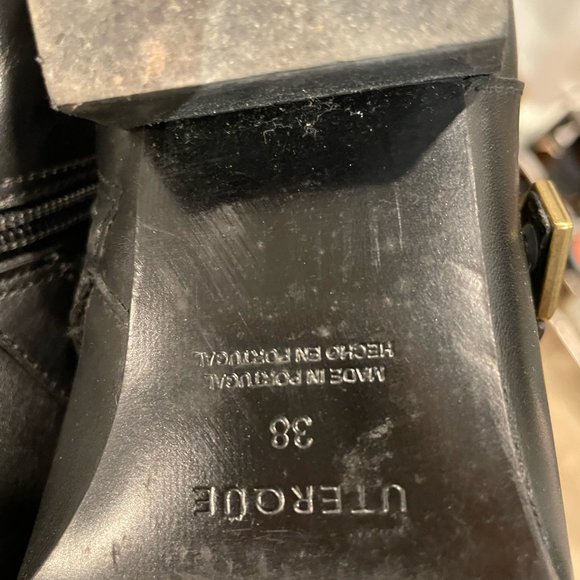 UTERQÜE
38
MADE IN PORTUGAL
HECHO EN PORTUGAL